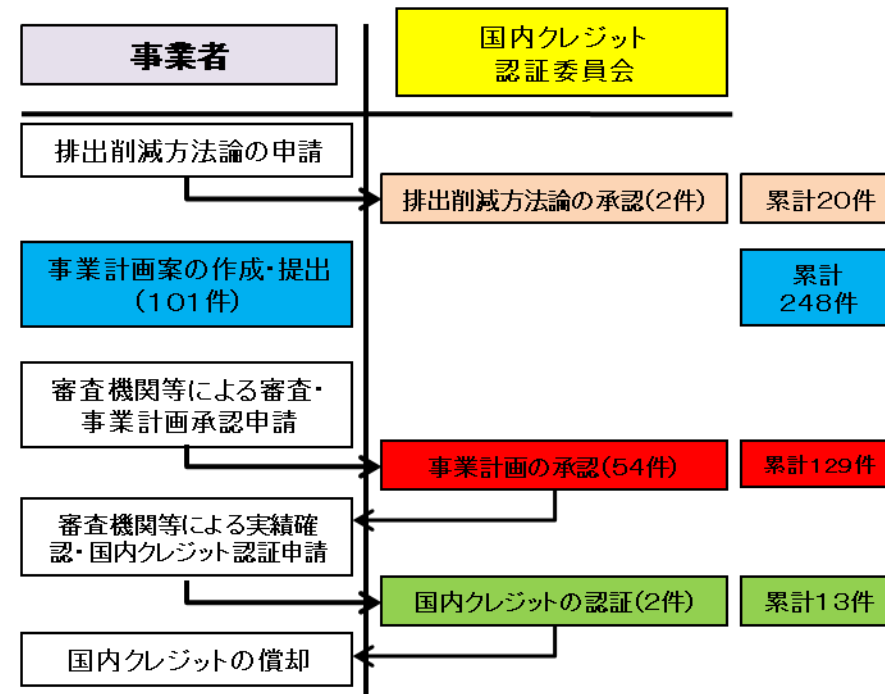 事業者
国内クレジット
認証委員会
排出削減方法論の申請
排出削減方法論の承認(2件)
累計20件
事業計画案の作成・提出
(101件)
累計
248件
審査機関等による審査・
事業計画承認申請
事業計画の承認(54件)
累計129件
審査機関等による実績確
認・国内クレジット認証申請
国内クレジットの認証(2件)
累計13件
国内クレジットの償却